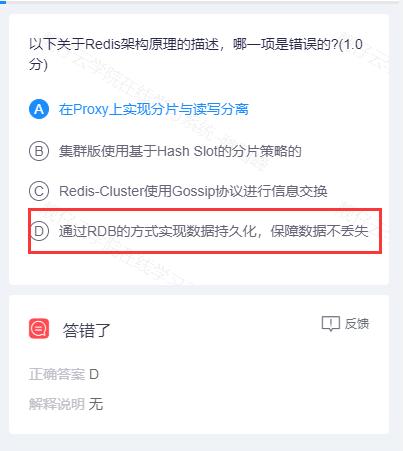 以下关于Redis架构原理的描述，哪一项是错误的?(1.0
分)
A 在Proxy上实现分片与读写分离
B 集群版使用基于Hash Slot的分片策略的
C Redis-Cluster使用Gossip协议进行信息交换
D 通过RDB的方式实现数据持久化，保障数据不丢失
答错了
反馈
正确答案 D
解释说明 无